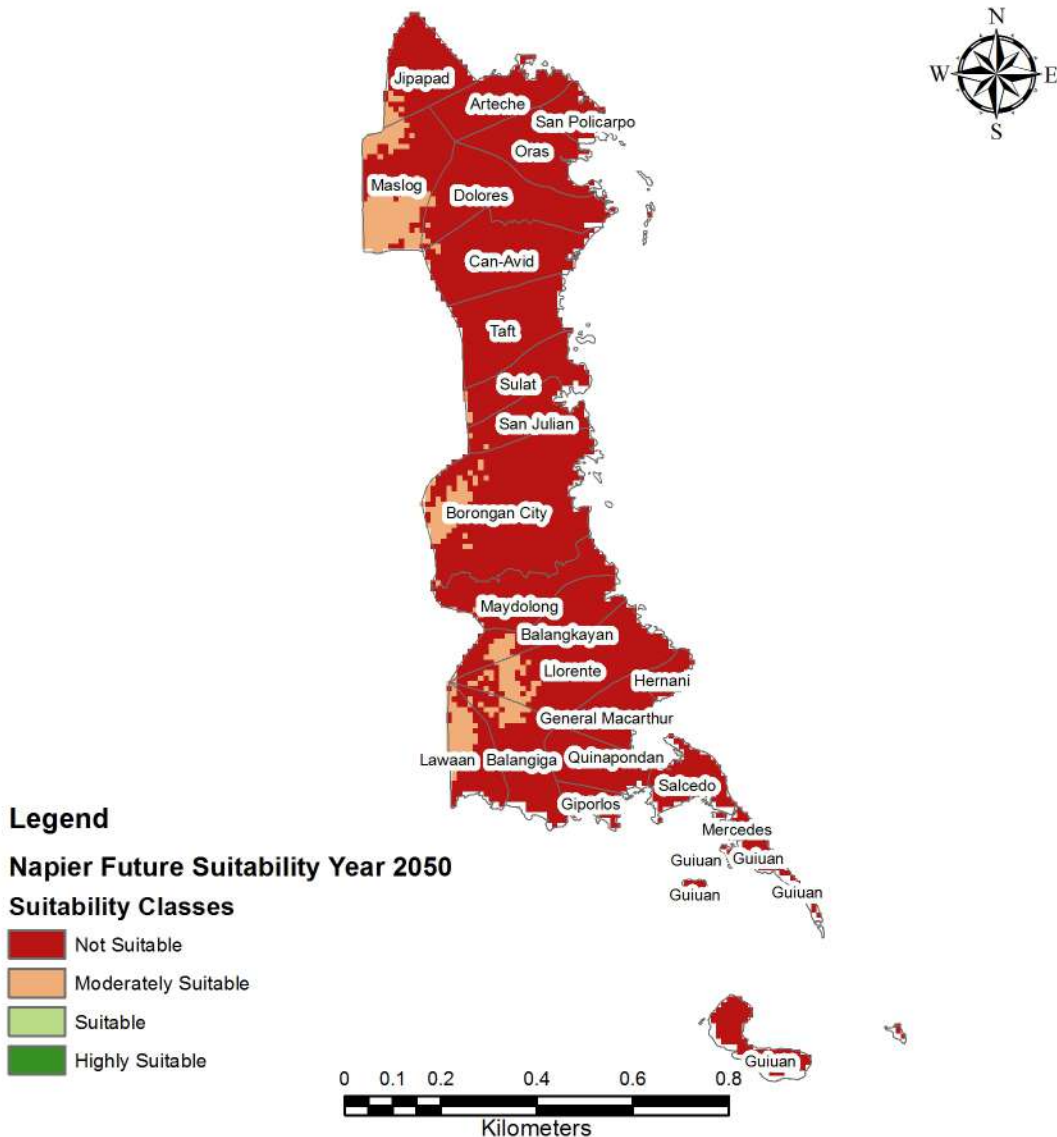 N
W E
S
Jipapad
Arteche
San Policarpo
Oras
Maslog
Dolores
Can-Avid
Taft
Sulat
San Julian
Borongan City
Maydolong
Balangkayan
Llorente
Hernani
General Macarthur
Lawaan Balangiga Quinapondan
Salcedo
Giporlos
Mercedes
Guiuan Guiuan
Guiuan Guiuan
Guiuan
Legend
Napier Future Suitability Year 2050
Suitability Classes
Not Suitable
Moderately Suitable
Suitable
Highly Suitable
0 0.1 0.2 0.4 0.6 0.8
Kilometers